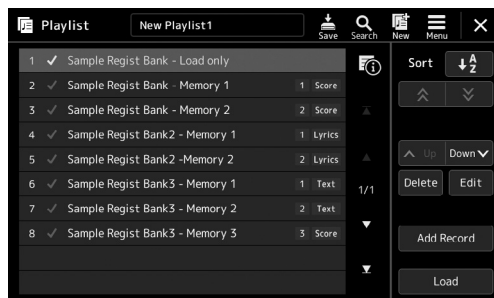 Playlist New Playlist1 Save Search New Menu
1 Sample Regist Bank - Load only
2 Sample Regist Bank - Memory 1 1 Score
3 Sample Regist Bank - Memory 2 2 Score
4 Sample Regist Bank2 - Memory 1 1 Lyrics
5 Sample Regist Bank2 -Memory 2 2 Lyrics
6 Sample Regist Bank3 - Memory 1 1 Text
7 Sample Regist Bank3 - Memory 2 2 Text
8 Sample Regist Bank3 - Memory 3 3 Score
1/1
Sort AZ
Up Down
Delete Edit
Add Record
Load